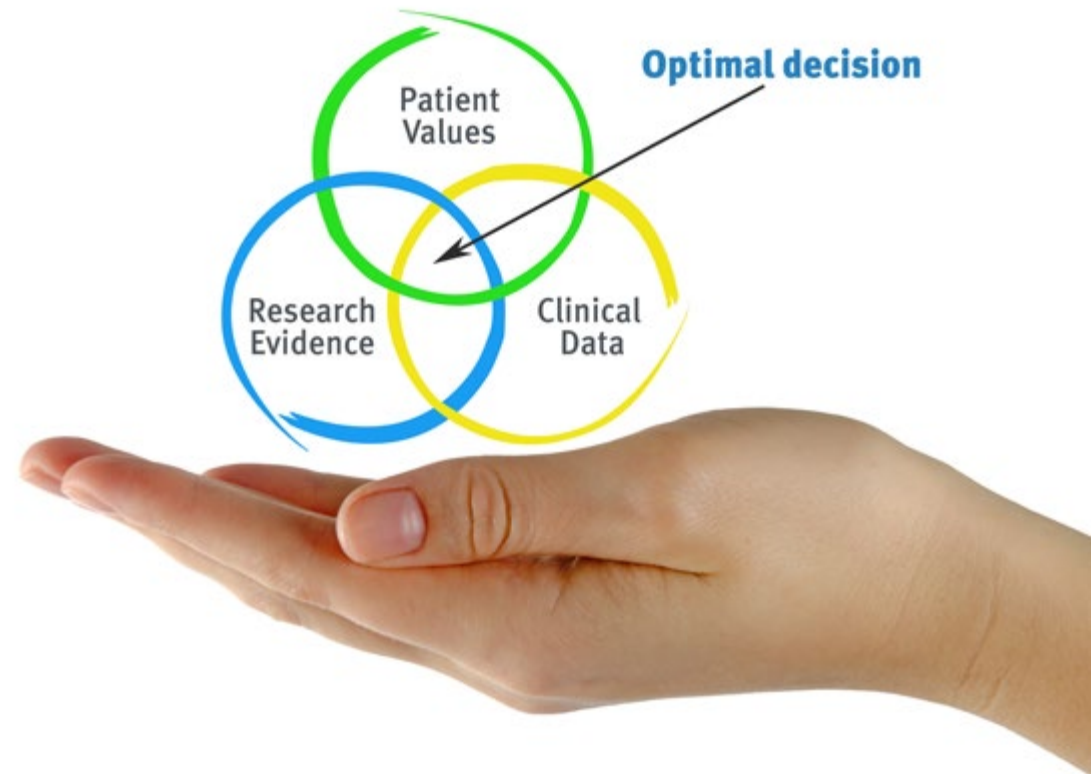 Optimal decision
Patient
Values
Research
Evidence
Clinical
Data